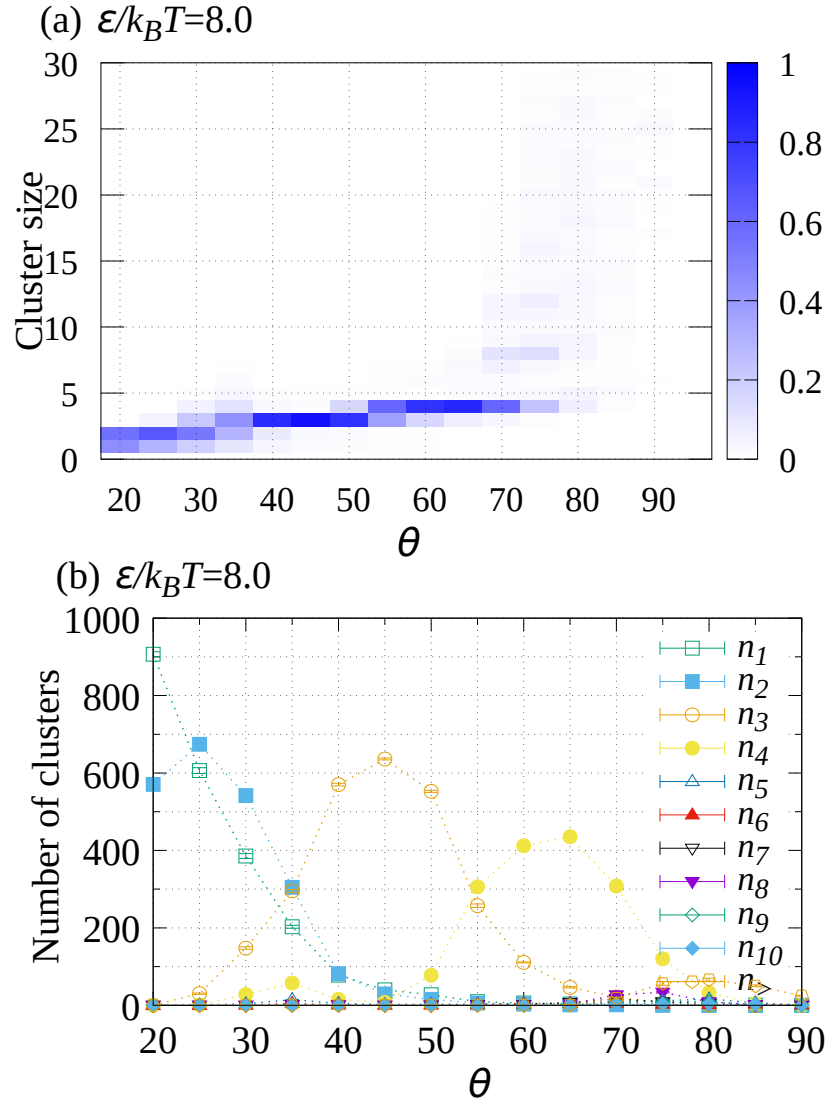 (a) ε/k_BT=8.0
30
25
20
15
10
5
0
Cluster size
20 30 40 50 60 70 80 90
θ
1
0.8
0.6
0.4
0.2
0
(b) ε/k_BT=8.0
1000
800
600
400
200
0
Number of clusters
n_1
n_2
n_3
n_4
n_5
n_6
n_7
n_8
n_9
n_10
n_>
20 30 40 50 60 70 80 90
θ